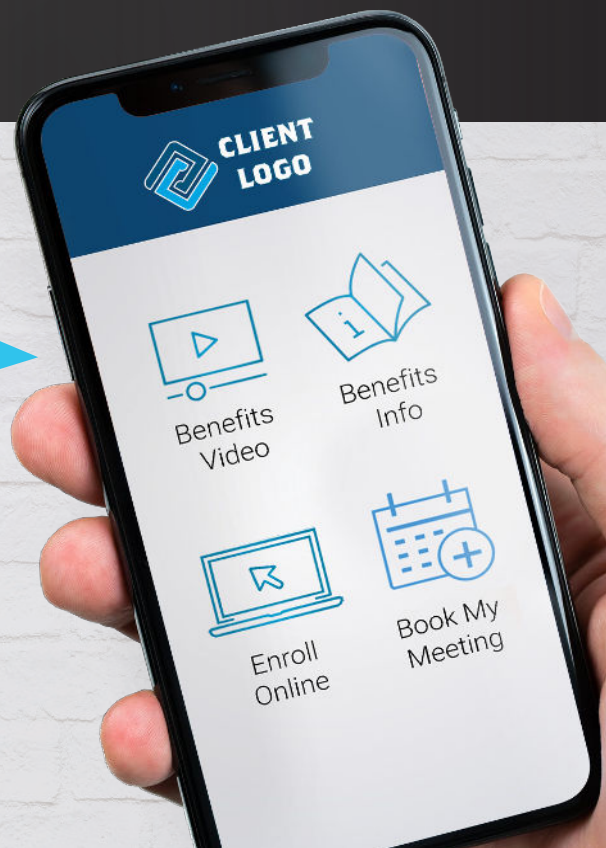 CLIENT
LOGO
Benefits
Video
Benefits
Info
Enroll
Online
Book My
Meeting